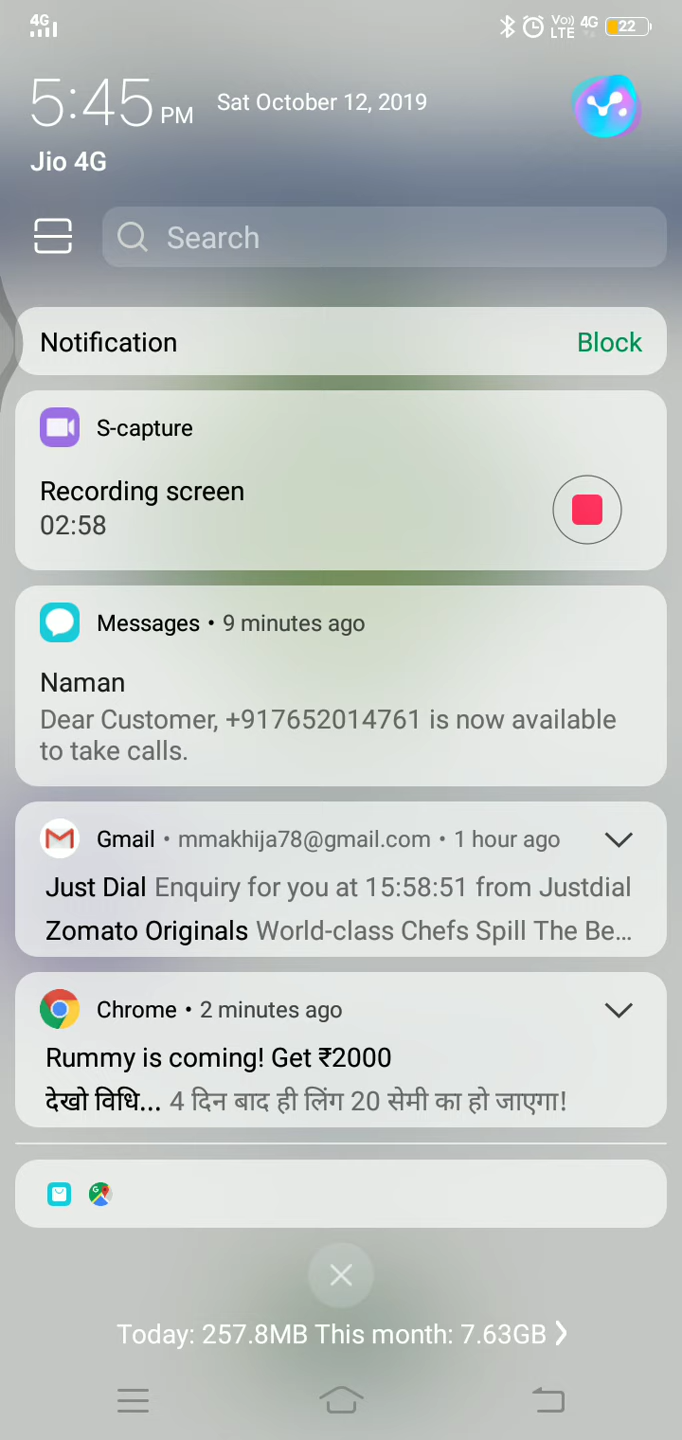 4G
Vo)) 4G
LTE
22
5:45 PM Sat October 12, 2019
Jio 4G
Search
Notification Block
S-capture
Recording screen
02:58
Messages • 9 minutes ago
Naman
Dear Customer, +917652014761 is now available
to take calls.
Gmail • mmakhija78@gmail.com • 1 hour ago
Just Dial Enquiry for you at 15:58:51 from Justdial
Zomato Originals World-class Chefs Spill The Be…
Chrome • 2 minutes ago
Rummy is coming! Get ₹2000
देखो विधि… 4 दिन बाद ही लिंग 20 सेमी का हो जाएगा!
Today: 257.8MB This month: 7.63GB